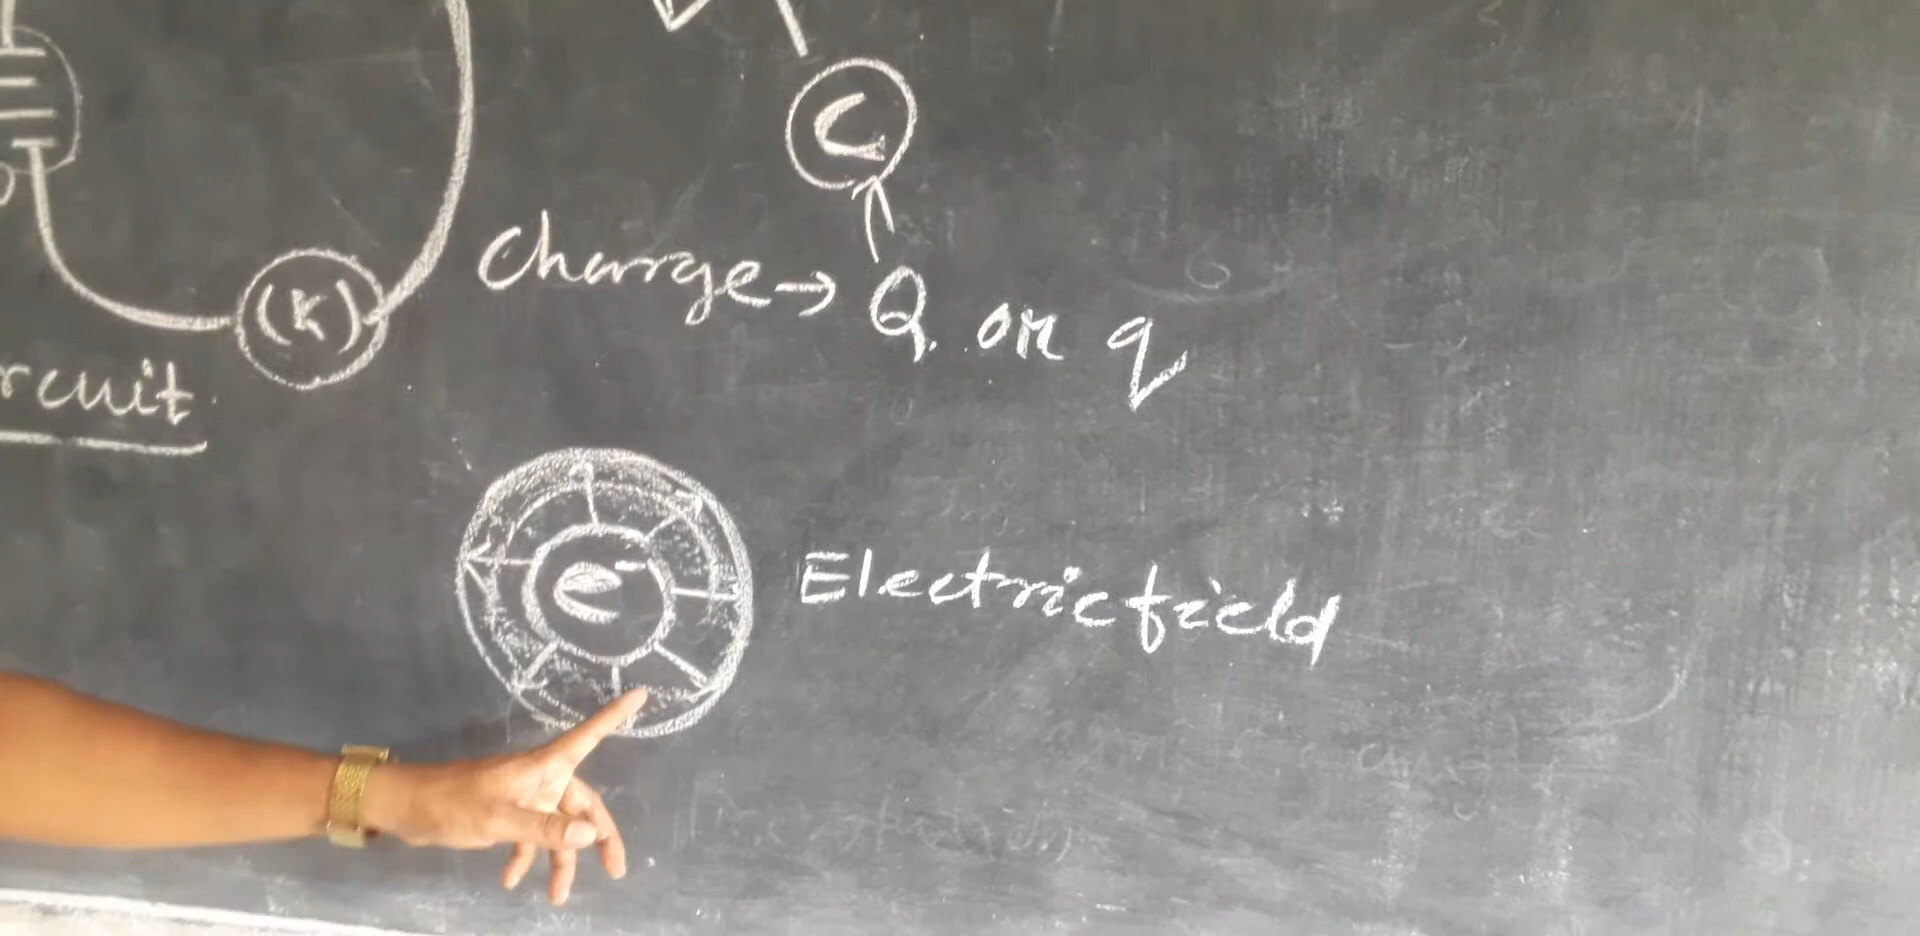 C
Charge → Q or q
(K)
rcuit
e⁻
Electric field